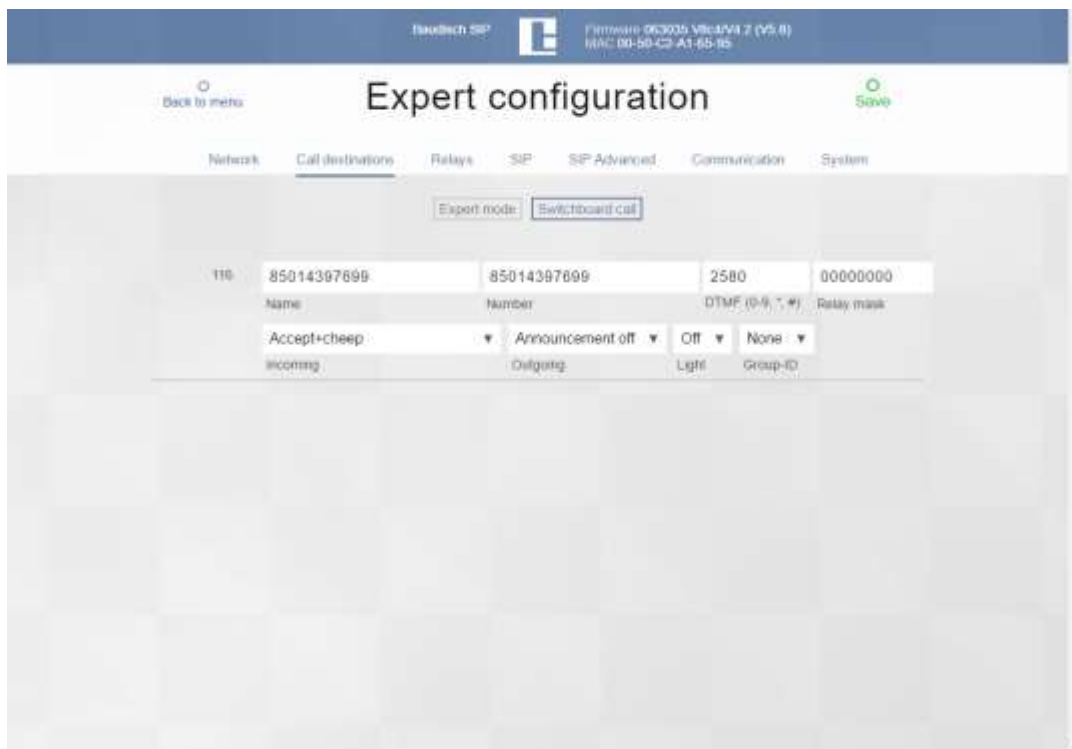 Baudisch SIP
Firmware 063035 V8c4/V4.2 (V5.8)
MAC 00-50-C2-A1-65-95
Back to menu
Expert configuration
Save
Network Call destinations Relays SIP SIP Advanced Communication System
Expert mode Switchboard call
116 85014397699 85014397699 2580 00000000
Name Number DTMF (0-9, *, #) Relay mask
Accept+cheep Announcement off Off None
Incoming Outgoing Light Group-ID